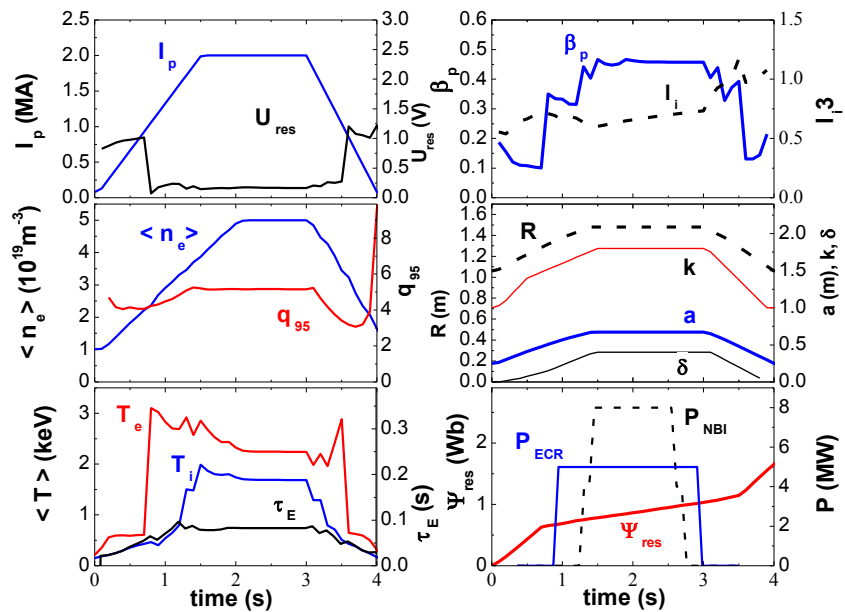 I_p (MA)
2.5
2.0
1.5
1.0
0.5
0.0
I_p
U_res
3.0
2.5
2.0
1.5
1.0
0.5
0.0
U_res (V)
β_p
0.6
0.5
0.4
0.3
0.2
0.1
0.0
β_p
l_i
1.5
1.0
0.5
0.0
l_i3
< n_e > (10^19 m^-3)
5
4
3
2
1
0
< n_e >
q_95
8
6
4
2
0
q_95
R (m)
1.6
1.4
1.2
1.0
0.8
0.6
0.4
0.2
0.0
R
k
a
δ
2.0
1.5
1.0
0.5
0.0
a (m), k, δ
< T > (keV)
3
2
1
0
T_e
T_i
τ_E
0.3
0.2
0.1
0.0
τ_E (s)
0 1 2 3 4
time (s)
Ψ_res (Wb)
2
1
0
P_ECR
P_NBI
Ψ_res
8
6
4
2
0
P (MW)
0 1 2 3 4
time (s)